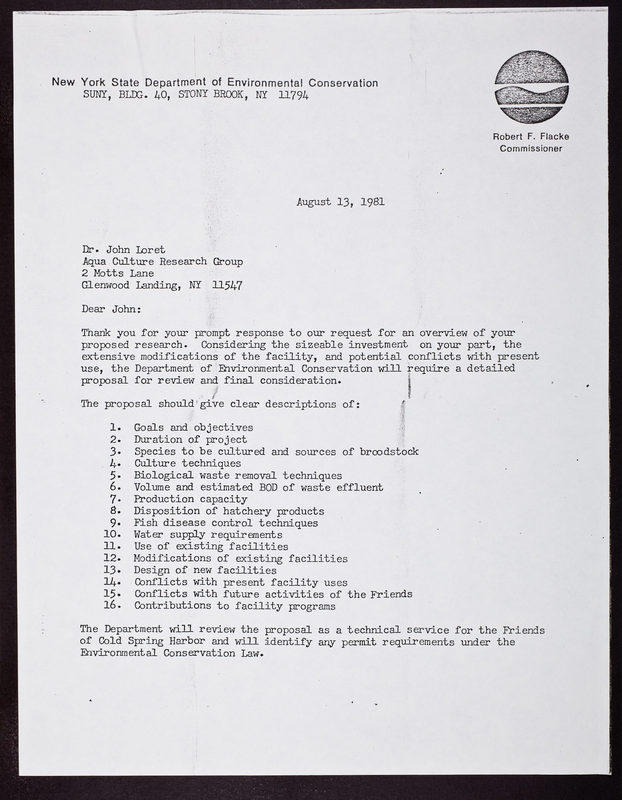 New York State Department of Environmental Conservation
SUNY, BLDG. 40, STONY BROOK, NY 11794
Robert F. Flacke
Commissioner
August 13, 1981
Dr. John Loret
Aqua Culture Research Group
2 Motts Lane
Glenwood Landing, NY 11547
Dear John:
Thank you for your prompt response to our request for an overview of your
proposed research. Considering the sizeable investment on your part, the
extensive modifications of the facility, and potential conflicts with present
use, the Department of Environmental Conservation will require a detailed
proposal for review and final consideration.
The proposal should give clear descriptions of:
1. Goals and objectives
2. Duration of project
3. Species to be cultured and sources of broodstock
4. Culture techniques
5. Biological waste removal techniques
6. Volume and estimated BOD of waste effluent
7. Production capacity
8. Disposition of hatchery products
9. Fish disease control techniques
10. Water supply requirements
11. Use of existing facilities
12. Modifications of existing facilities
13. Design of new facilities
14. Conflicts with present facility uses
15. Conflicts with future activities of the Friends
16. Contributions to facility programs
The Department will review the proposal as a technical service for the Friends
of Cold Spring Harbor and will identify any permit requirements under the
Environmental Conservation Law.